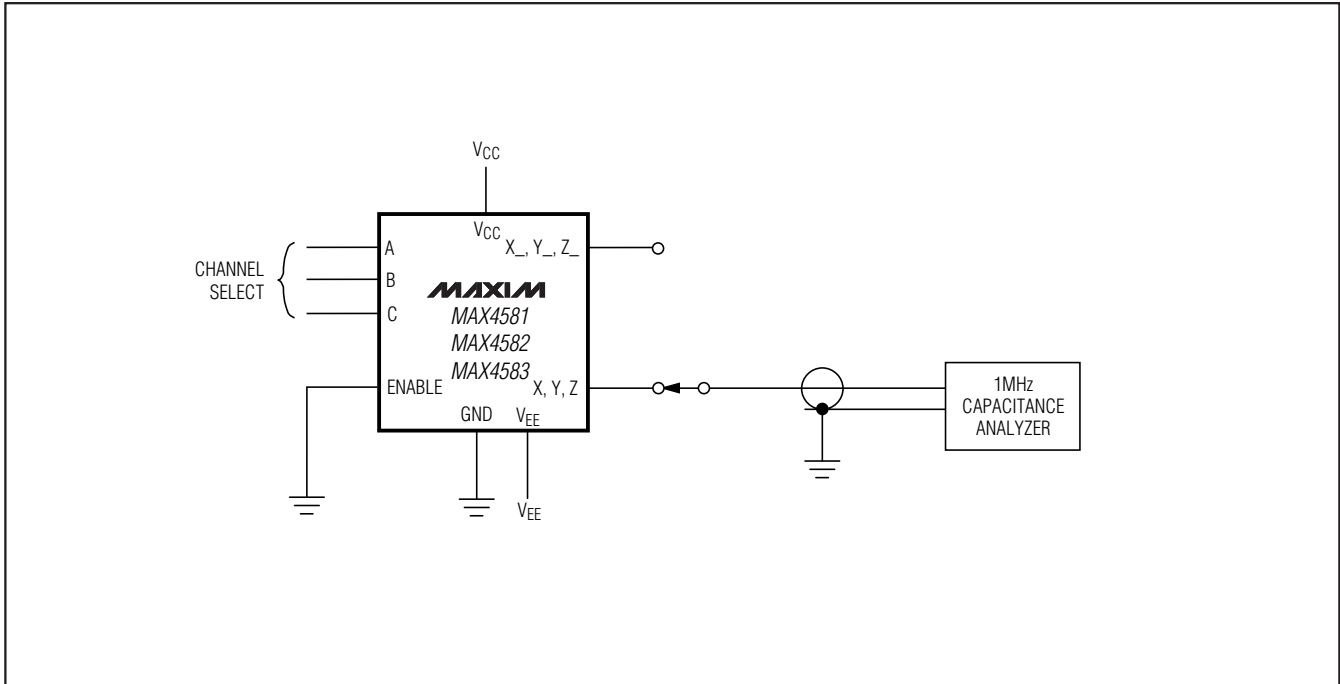 VCC
VCC
A
X_, Y_, Z_
CHANNEL
SELECT
B
C
MAXIM
MAX4581
MAX4582
MAX4583
ENABLE
X, Y, Z
GND
VEE
VEE
1MHz
CAPACITANCE
ANALYZER